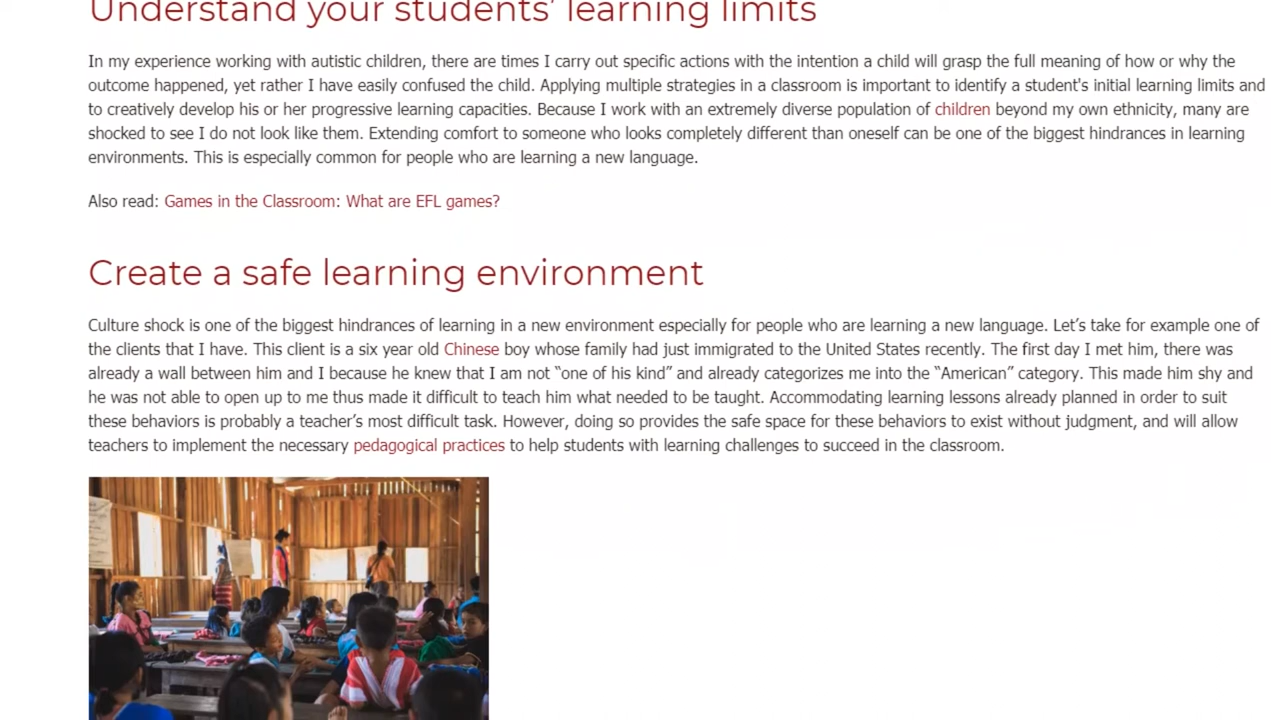 Understand your students' learning limits
In my experience working with autistic children, there are times I carry out specific actions with the intention a child will grasp the full meaning of how or why the
outcome happened, yet rather I have easily confused the child. Applying multiple strategies in a classroom is important to identify a student's initial learning limits and
to creatively develop his or her progressive learning capacities. Because I work with an extremely diverse population of children beyond my own ethnicity, many are
shocked to see I do not look like them. Extending comfort to someone who looks completely different than oneself can be one of the biggest hindrances in learning
environments. This is especially common for people who are learning a new language.
Also read: Games in the Classroom: What are EFL games?
Create a safe learning environment
Culture shock is one of the biggest hindrances of learning in a new environment especially for people who are learning a new language. Let’s take for example one of
the clients that I have. This client is a six year old Chinese boy whose family had just immigrated to the United States recently. The first day I met him, there was
already a wall between him and I because he knew that I am not “one of his kind” and already categorizes me into the “American” category. This made him shy and
he was not able to open up to me thus made it difficult to teach him what needed to be taught. Accommodating learning lessons already planned in order to suit
these behaviors is probably a teacher’s most difficult task. However, doing so provides the safe space for these behaviors to exist without judgment, and will allow
teachers to implement the necessary pedagogical practices to help students with learning challenges to succeed in the classroom.